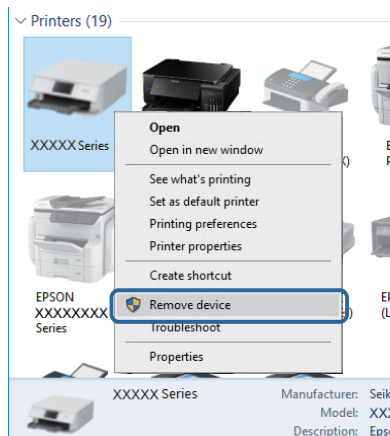 Printers (19)
XXXXX Series
Open
Open in new window
See what's printing
Set as default printer
Printing preferences
Printer properties
Create shortcut
Remove device
Troubleshoot
Properties
EPSON
XXXXXXXX
Series
XXXXX Series
Manufacturer:
Model:
Description: